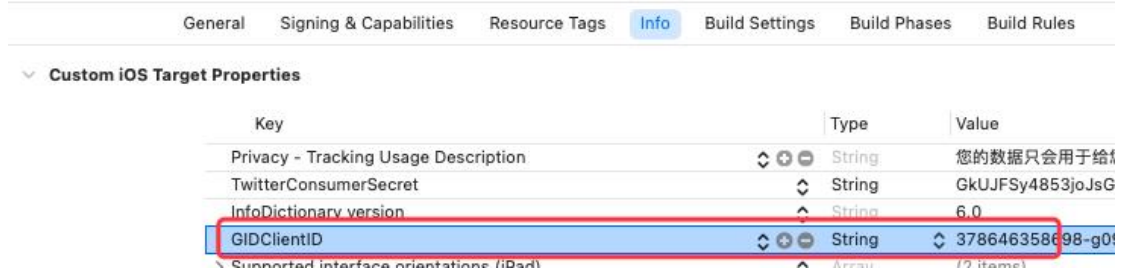 General Signing & Capabilities Resource Tags Info Build Settings Build Phases Build Rules
Custom iOS Target Properties
Key Type Value
Privacy - Tracking Usage Description String 您的数据只会用于给
TwitterConsumerSecret String GkUJFSy4853joJsG
InfoDictionary version String 6.0
GIDClientID String 378646358698-g09
Supported interface orientations (iPad) Array (2 items)